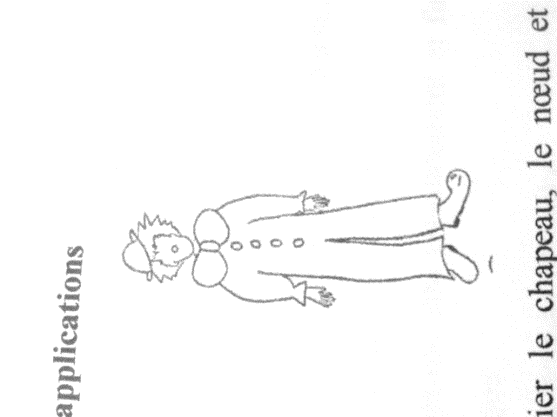 applications
ier le chapeau, le nœud et